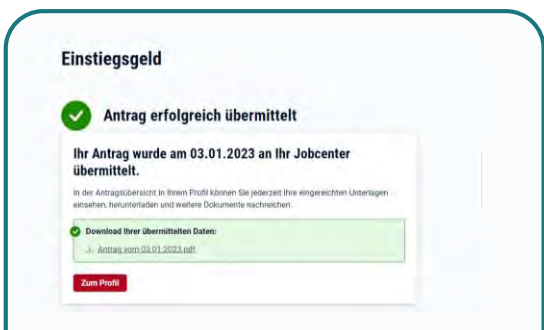 Einstiegsgeld
Antrag erfolgreich übermittelt
Ihr Antrag wurde am 03.01.2023 an Ihr Jobcenter
übermittelt.
In der Antragsübersicht in Ihrem Profil können Sie jederzeit Ihre eingereichten Unterlagen
einsehen, herunterladen und weitere Dokumente nachreichen.
Download Ihrer übermittelten Daten:
Antrag vom 03.01.2023.pdf
Zum Profil